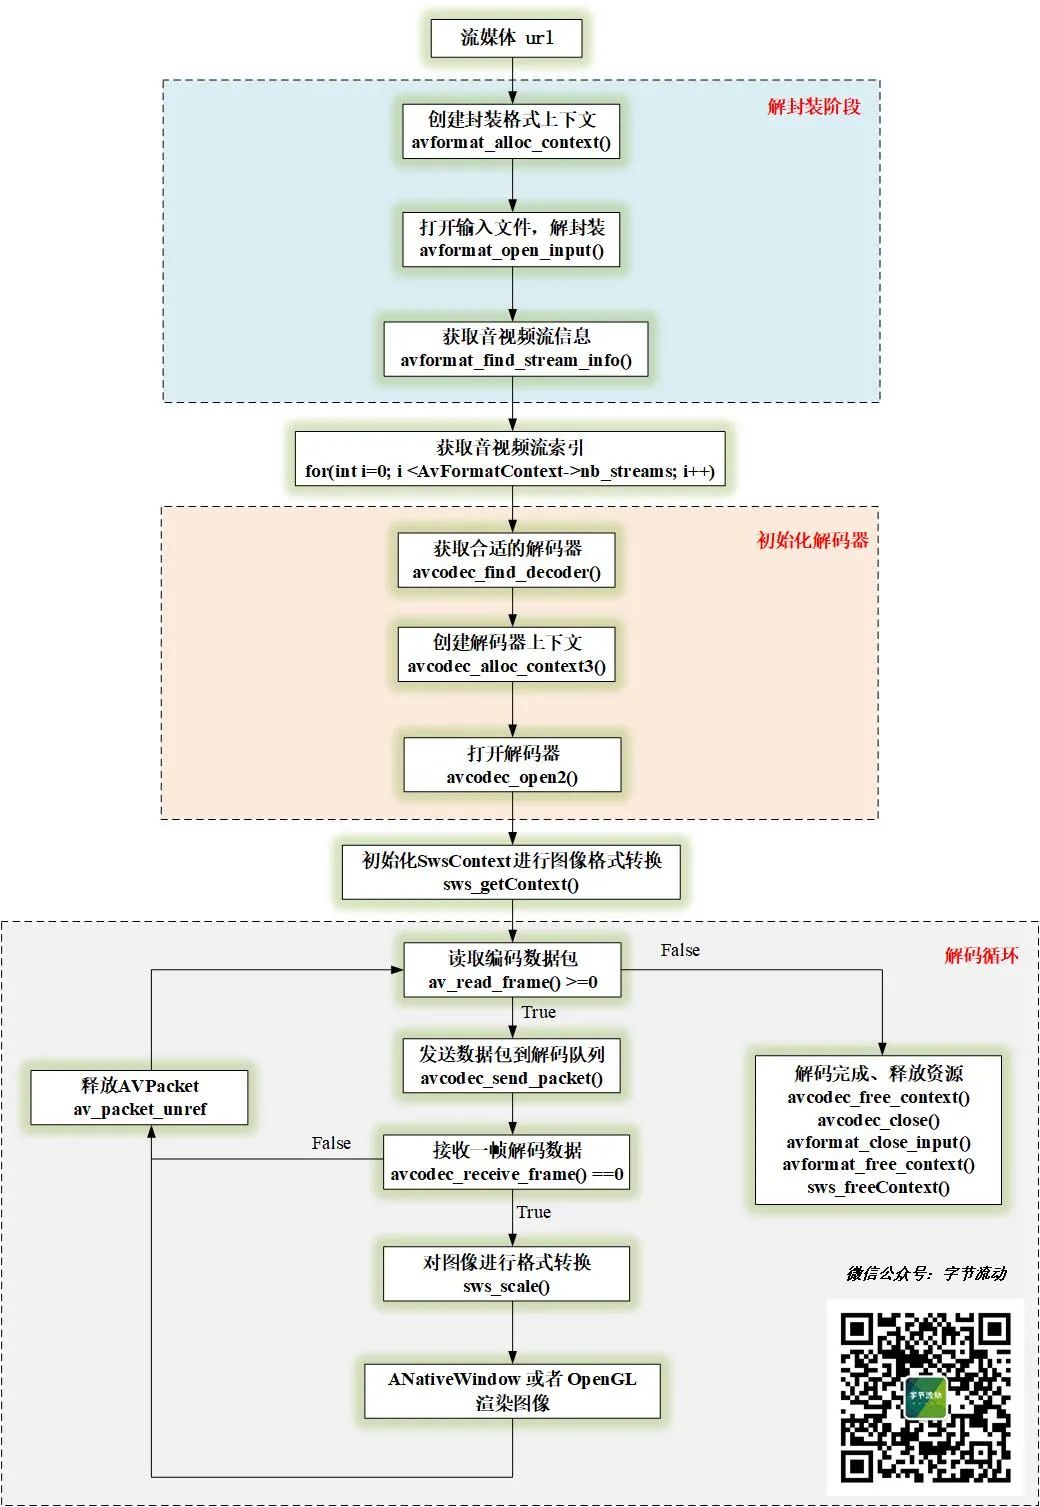 流媒体 url
解封装阶段
创建封装格式上下文
avformat_alloc_context()
打开输入文件，解封装
avformat_open_input()
获取音视频流信息
avformat_find_stream_info()
获取音视频流索引
for(int i=0; i <AvFormatContext->nb_streams; i++)
初始化解码器
获取合适的解码器
avcodec_find_decoder()
创建解码器上下文
avcodec_alloc_context3()
打开解码器
avcodec_open2()
初始化SwsContext进行图像格式转换
sws_getContext()
解码循环
读取编码数据包
av_read_frame() >=0
False
True
发送数据包到解码队列
avcodec_send_packet()
释放AVPacket
av_packet_unref
解码完成、释放资源
avcodec_free_context()
avcodec_close()
avformat_close_input()
avformat_free_context()
sws_freeContext()
False
接收一帧解码数据
avcodec_receive_frame() ==0
True
对图像进行格式转换
sws_scale()
ANativeWindow 或者 OpenGL
渲染图像
微信公众号：字节流动
字节流动